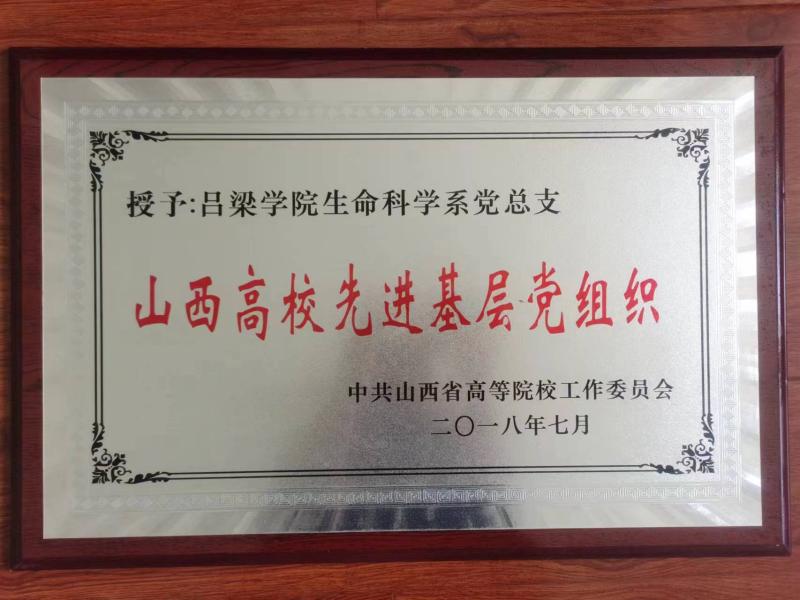 授予:吕梁学院生命科学系党总支
山西高校先进基层党组织
中共山西省高等院校工作委员会
二〇一八年七月